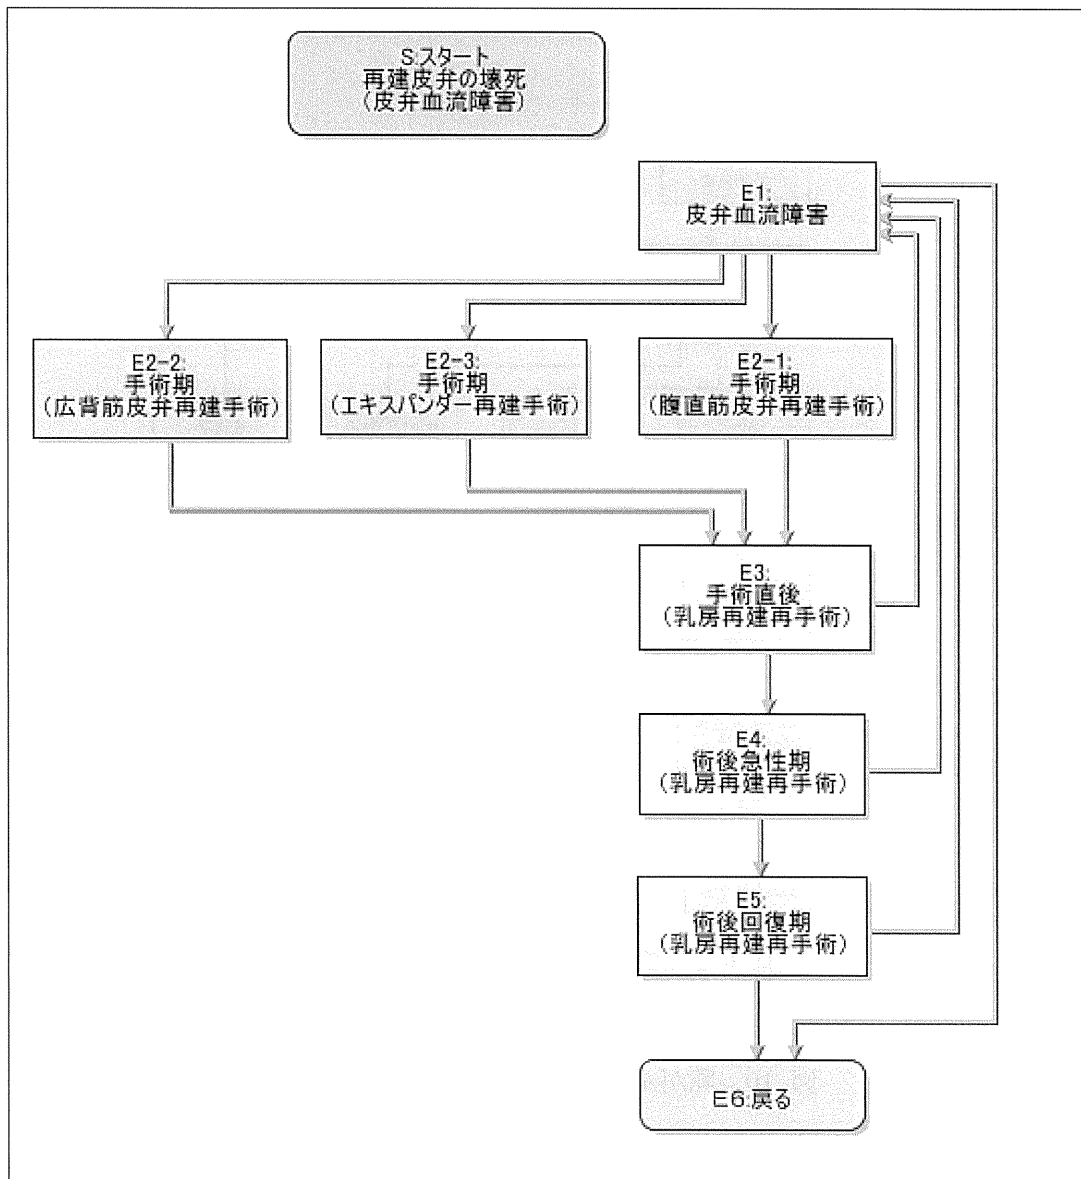 S:スタート
再建皮弁の壊死
(皮弁血流障害)
E1:
皮弁血流障害
E2-2:
手術期
(広背筋皮弁再建手術)
E2-3:
手術期
(エキスパンダー再建手術)
E2-1:
手術期
(腹直筋皮弁再建手術)
E3:
手術直後
(乳房再建再手術)
E4:
術後急性期
(乳房再建再手術)
E5:
術後回復期
(乳房再建再手術)
E6:戻る